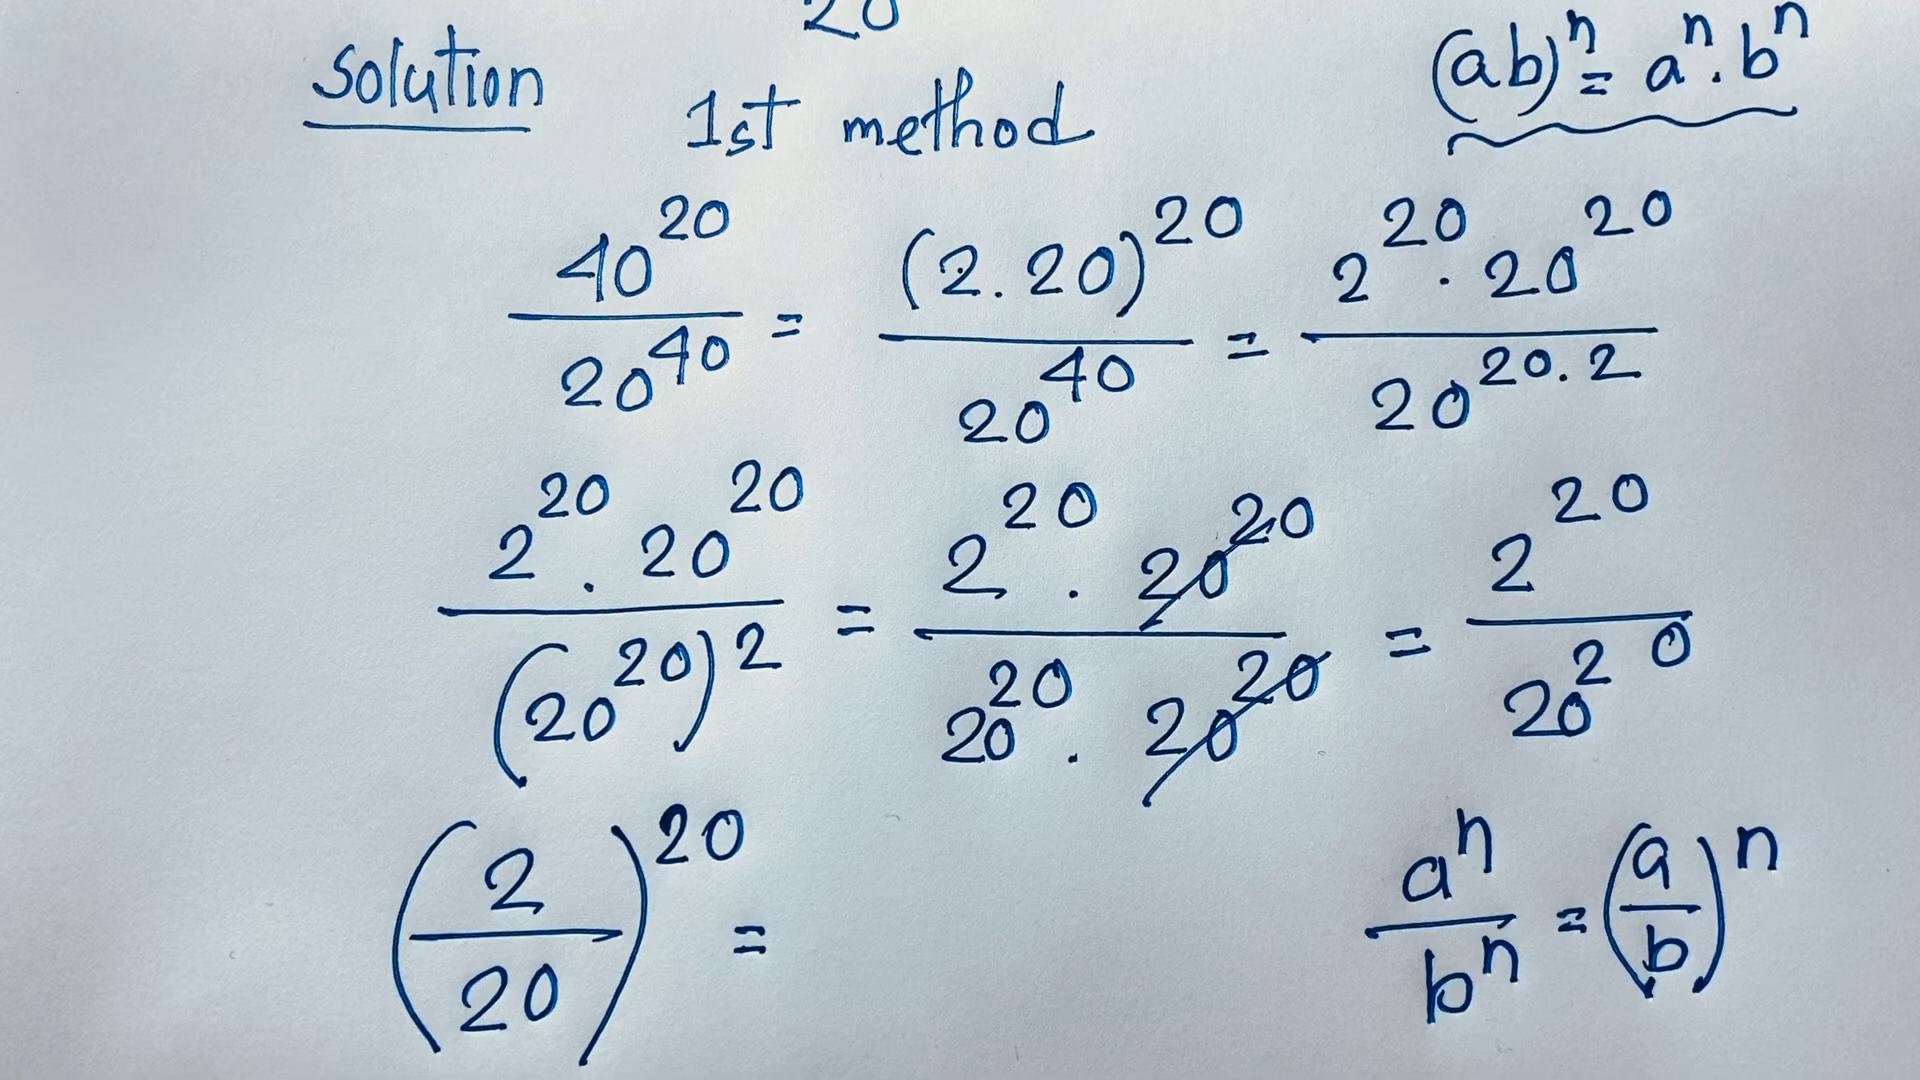 20
Solution
1st method
(ab)^n = a^n . b^n
40^20 / 20^40 = (2.20)^20 / 20^40 = 2^20 . 20^20 / 20^20.2
2^20 . 20^20 / (20^20)^2 = 2^20 . 20^20 / 20^20 . 20^20 = 2^20 / 20^20
(2/20)^20 =
a^n / b^n = (a/b)^n